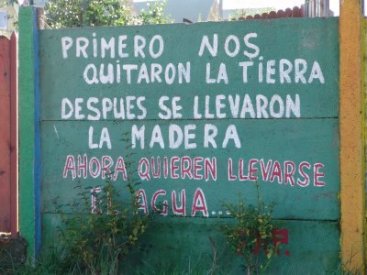 PRIMERO NOS
QUITARON LA TIERRA
DESPUES SE LLEVARON
LA MADERA
AHORA QUIEREN LLEVARSE
EL AGUA...